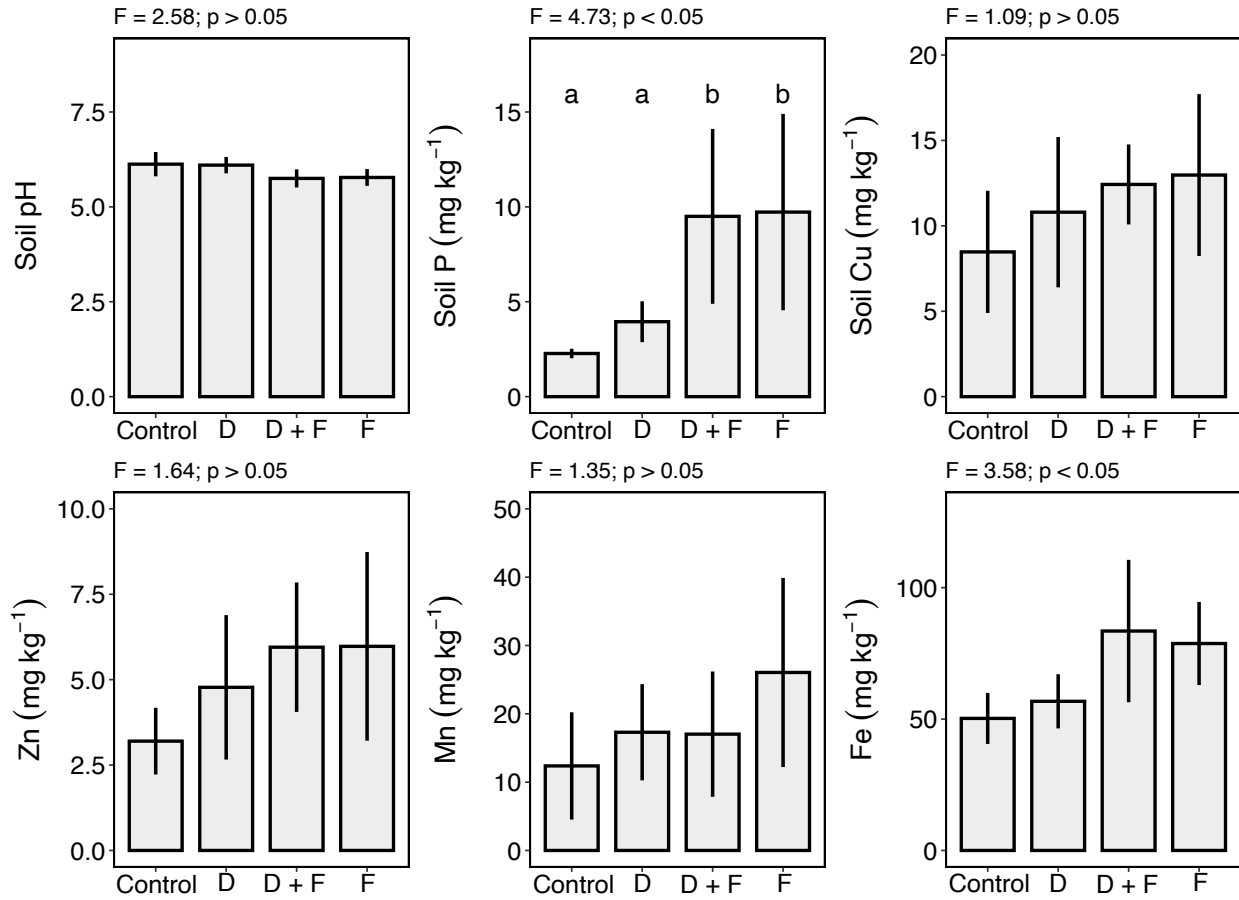 F = 2.58; p > 0.05
Soil pH
7.5
5.0
2.5
0.0
Control D D + F F
F = 4.73; p < 0.05
Soil P (mg kg⁻¹)
15
10
5
0
a a b b
Control D D + F F
F = 1.09; p > 0.05
Soil Cu (mg kg⁻¹)
20
15
10
5
0
Control D D + F F
F = 1.64; p > 0.05
Zn (mg kg⁻¹)
10.0
7.5
5.0
2.5
0.0
Control D D + F F
F = 1.35; p > 0.05
Mn (mg kg⁻¹)
50
40
30
20
10
0
Control D D + F F
F = 3.58; p < 0.05
Fe (mg kg⁻¹)
100
50
0
Control D D + F F